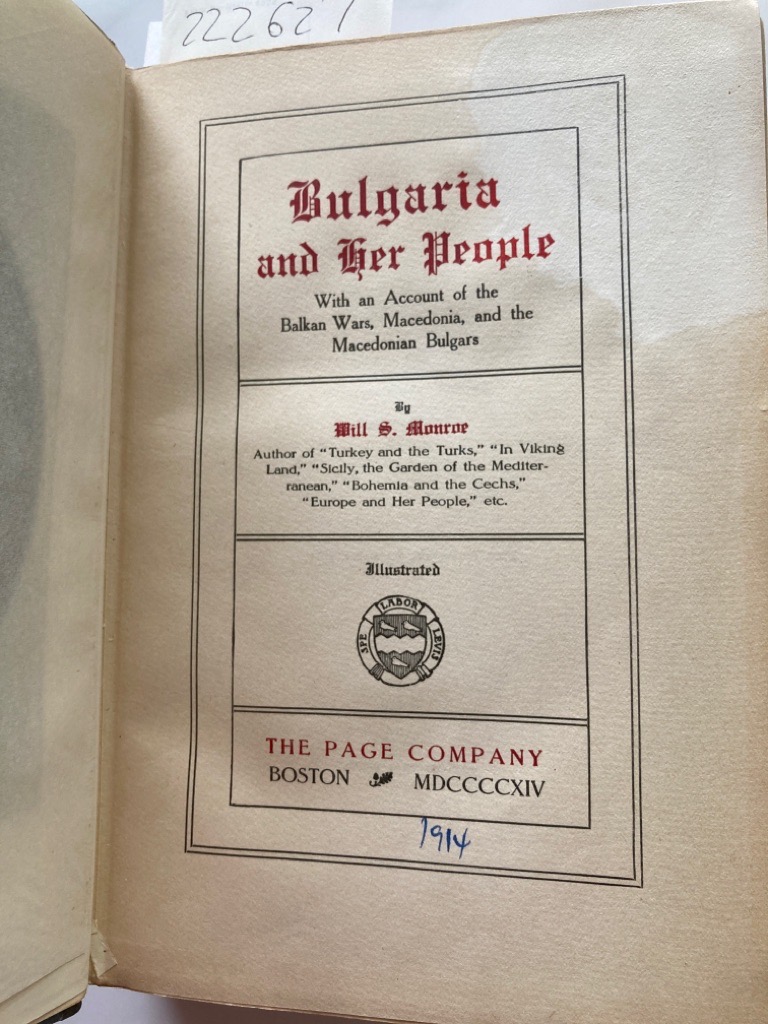 222627
Bulgaria
and Her People
With an Account of the
Balkan Wars, Macedonia, and the
Macedonian Bulgars
By
Will S. Monroe
Author of “Turkey and the Turks,” “In Viking
Land,” “Sicily, the Garden of the Mediter-
ranean,” “Bohemia and the Cechs,”
“Europe and Her People,” etc.
Illustrated
SPE LABOR LEVIS
THE PAGE COMPANY
BOSTON MDCCCCXIV
1914